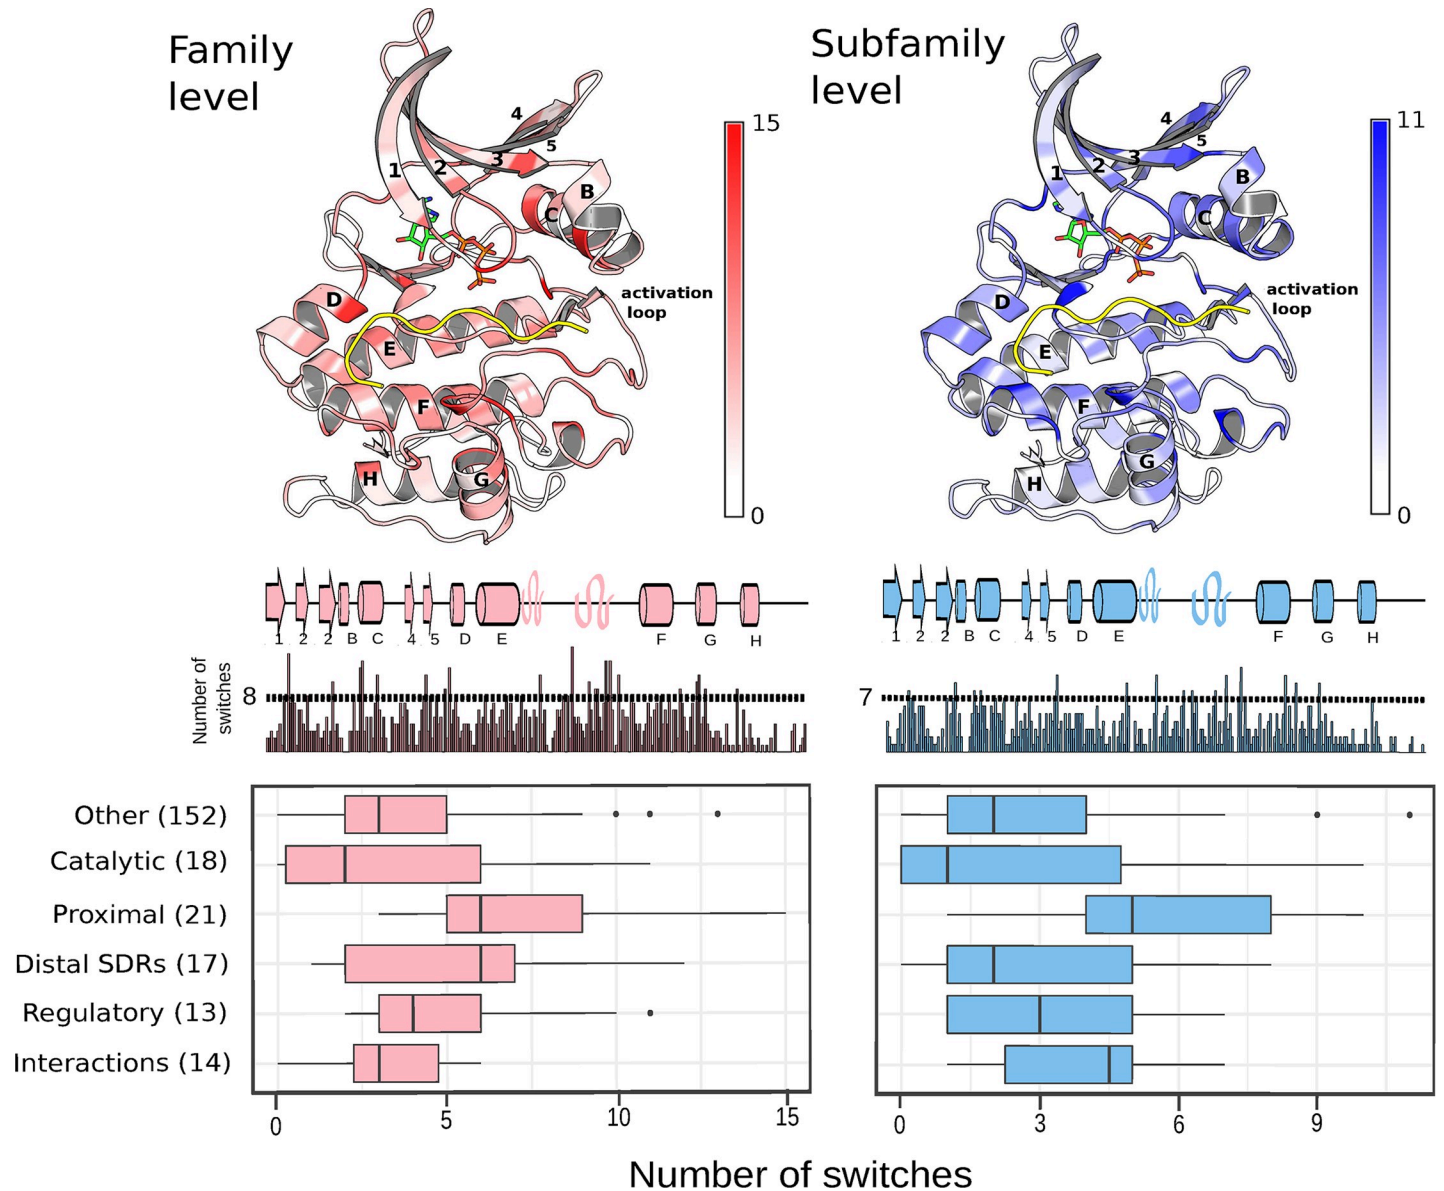 Family
level
15
0
1
2
3
4
5
B
C
D
E
F
G
H
activation
loop
Subfamily
level
11
0
1
2
3
4
5
B
C
D
E
F
G
H
activation
loop
1 2 2 B C 4 5 D E F G H
1 2 2 B C 4 5 D E F G H
Number of
switches
8
7
Other (152)
Catalytic (18)
Proximal (21)
Distal SDRs (17)
Regulatory (13)
Interactions (14)
0 5 10 15
0 3 6 9
Number of switches